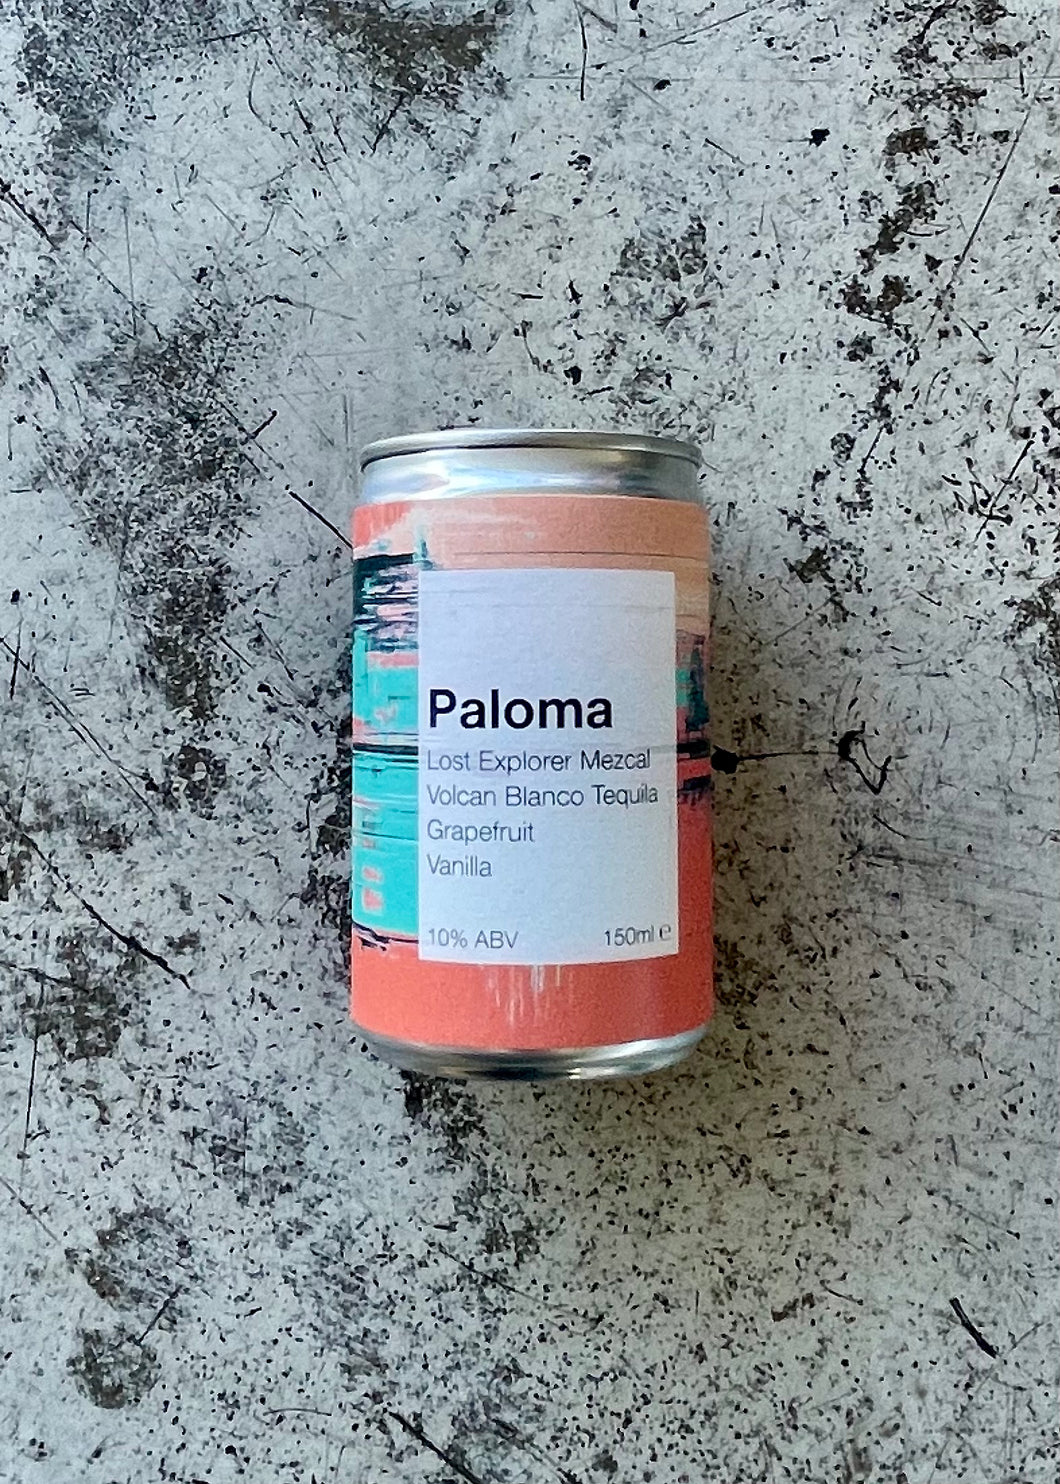 Paloma
Lost Explorer Mezcal
Volcan Blanco Tequila
Grapefruit
Vanilla
10% ABV 150ml ℮